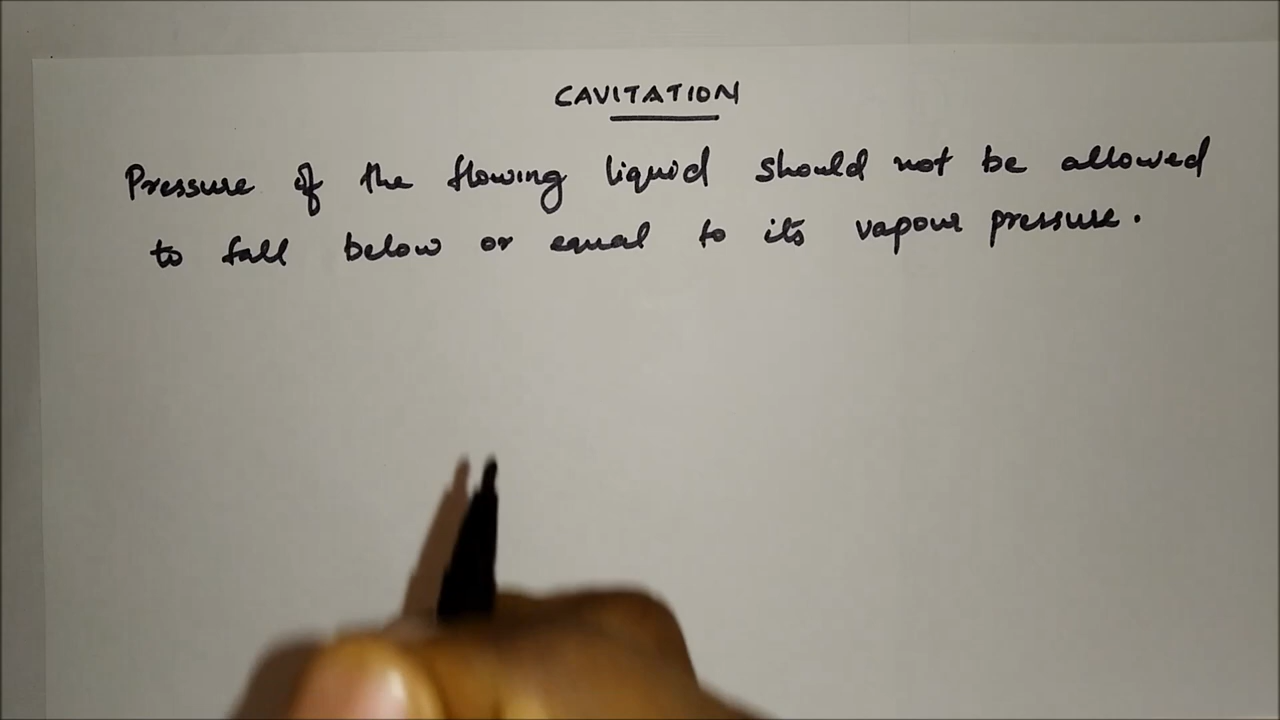 CAVITATION
Pressure of the flowing liquid should not be allowed
to fall below or equal to its vapour pressure.